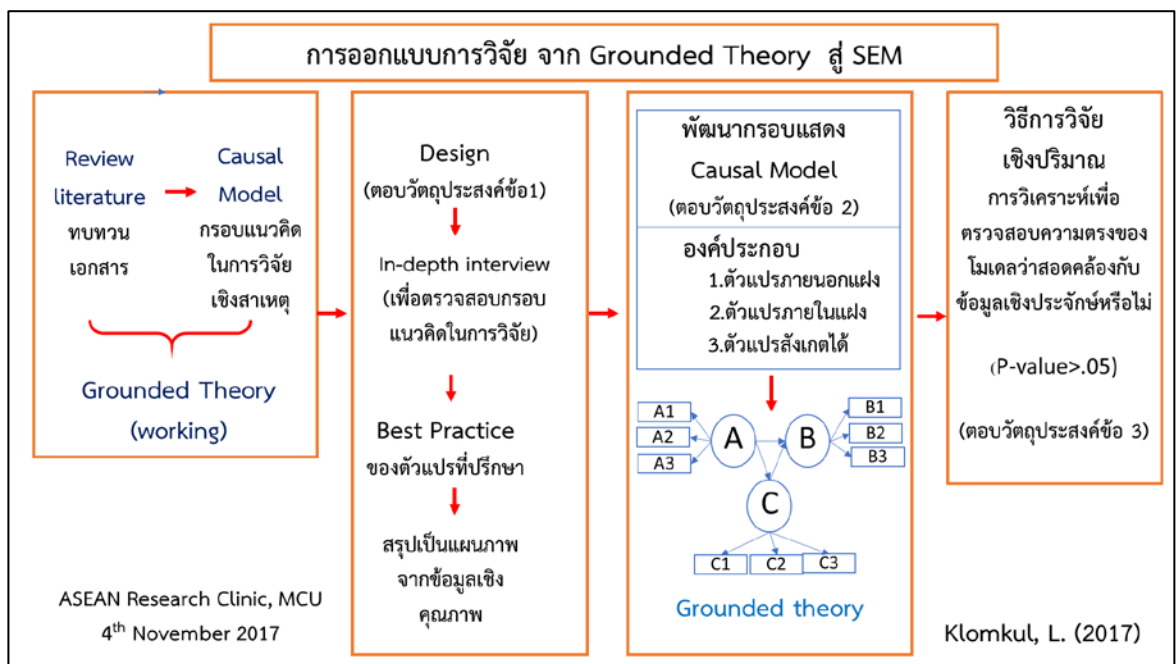 การออกแบบการวิจัย จาก Grounded Theory สู่ SEM
Review
literature
ทบทวน
เอกสาร
Causal
Model
กรอบแนวคิด
ในการวิจัย
เชิงสาเหตุ
Grounded Theory
(working)
Design
(ตอบวัตถุประสงค์ข้อ1)
In-depth interview
(เพื่อตรวจสอบกรอบ
แนวคิดในการวิจัย)
Best Practice
ของตัวแปรที่ปรึกษา
สรุปเป็นแผนภาพ
จากข้อมูลเชิง
คุณภาพ
พัฒนากรอบแสดง
Causal Model
(ตอบวัตถุประสงค์ข้อ 2)
องค์ประกอบ
1.ตัวแปรภายนอกแฝง
2.ตัวแปรภายในแฝง
3.ตัวแปรสังเกตได้
A1
A2
A3
A
B
B1
B2
B3
C
C1
C2
C3
Grounded theory
วิธีการวิจัย
เชิงปริมาณ
การวิเคราะห์เพื่อ
ตรวจสอบความตรงของ
โมเดลว่าสอดคล้องกับ
ข้อมูลเชิงประจักษ์หรือไม่
(P-value>.05)
(ตอบวัตถุประสงค์ข้อ 3)
ASEAN Research Clinic, MCU
4th November 2017
Klomkul, L. (2017)